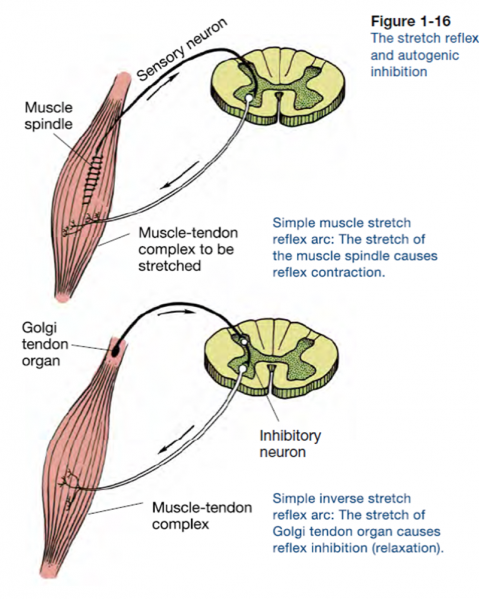 Figure 1-16
The stretch reflex
and autogenic
inhibition
Sensory neuron
Muscle
spindle
Muscle-tendon
complex to be
stretched
Simple muscle stretch
reflex arc: The stretch of
the muscle spindle causes
reflex contraction.
Golgi
tendon
organ
Inhibitory
neuron
Muscle-tendon
complex
Simple inverse stretch
reflex arc: The stretch of
Golgi tendon organ causes
reflex inhibition (relaxation).